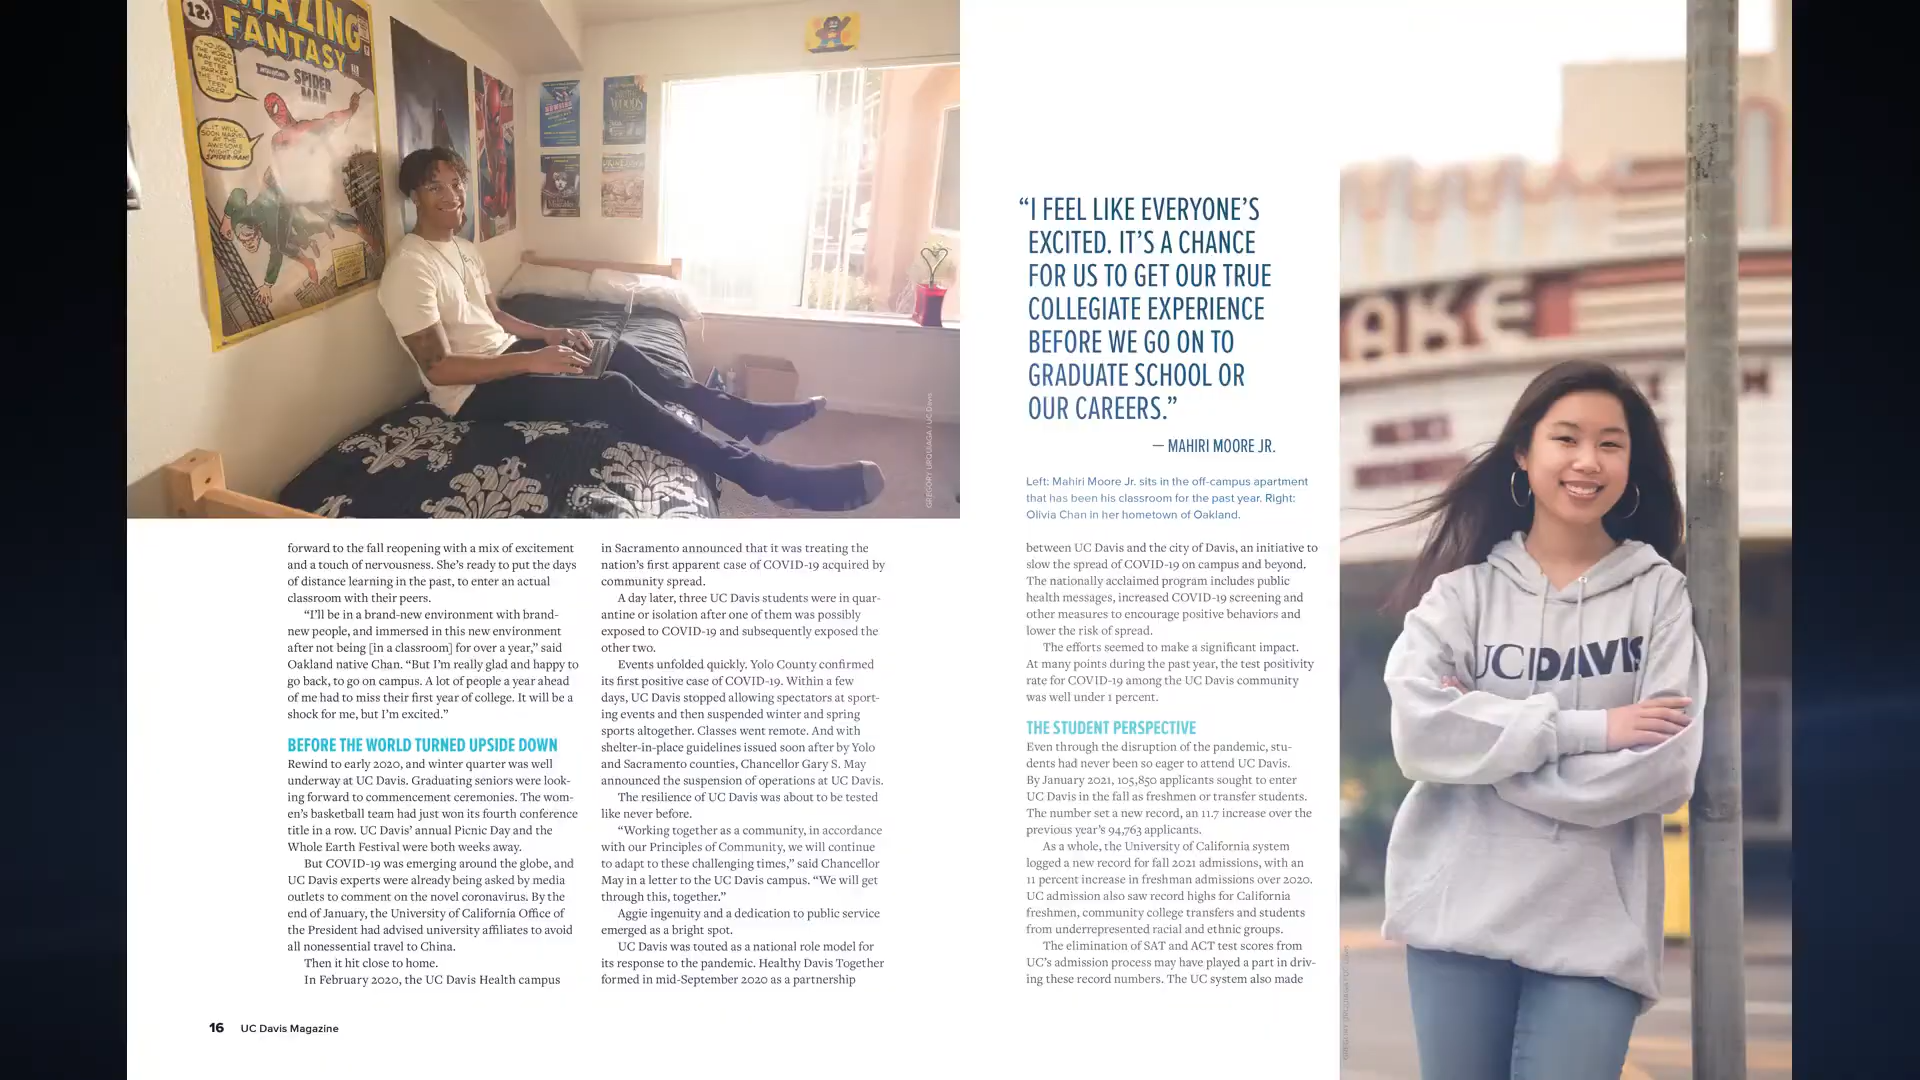 12¢
AMAZING
FANTASY
SPIDER
MAN
forward to the fall reopening with a mix of excitement
and a touch of nervousness. She’s ready to put the days
of distance learning in the past, to enter an actual
classroom with their peers.
“I’ll be in a brand-new environment with brand-
new people, and immersed in this new environment
after not being [in a classroom] for over a year,” said
Oakland native Chan. “But I’m really glad and happy to
go back, to go on campus. A lot of people a year ahead
of me had to miss their first year of college. It will be a
shock for me, but I’m excited.”
BEFORE THE WORLD TURNED UPSIDE DOWN
Rewind to early 2020, and winter quarter was well
underway at UC Davis. Graduating seniors were look-
ing forward to commencement ceremonies. The wom-
en’s basketball team had just won its fourth conference
title in a row. UC Davis’ annual Picnic Day and the
Whole Earth Festival were both weeks away.
But COVID-19 was emerging around the globe, and
UC Davis experts were already being asked by media
outlets to comment on the novel coronavirus. By the
end of January, the University of California Office of
the President had advised university affiliates to avoid
all nonessential travel to China.
Then it hit close to home.
In February 2020, the UC Davis Health campus
in Sacramento announced that it was treating the
nation’s first apparent case of COVID-19 acquired by
community spread.
A day later, three UC Davis students were in quar-
antine or isolation after one of them was possibly
exposed to COVID-19 and subsequently exposed the
other two.
Events unfolded quickly. Yolo County confirmed
its first positive case of COVID-19. Within a few
days, UC Davis stopped allowing spectators at sport-
ing events and then suspended winter and spring
sports altogether. Classes went remote. And with
shelter-in-place guidelines issued soon after by Yolo
and Sacramento counties, Chancellor Gary S. May
announced the suspension of operations at UC Davis.
The resilience of UC Davis was about to be tested
like never before.
“Working together as a community, in accordance
with our Principles of Community, we will continue
to adapt to these challenging times,” said Chancellor
May in a letter to the UC Davis campus. “We will get
through this, together.”
Aggie ingenuity and a dedication to public service
emerged as a bright spot.
UC Davis was touted as a national role model for
its response to the pandemic. Healthy Davis Together
formed in mid-September 2020 as a partnership
16 UC Davis Magazine
GREGORY URQUIAGA / UC Davis
“I FEEL LIKE EVERYONE’S
EXCITED. IT’S A CHANCE
FOR US TO GET OUR TRUE
COLLEGIATE EXPERIENCE
BEFORE WE GO ON TO
GRADUATE SCHOOL OR
OUR CAREERS.”
— MAHIRI MOORE JR.
Left: Mahiri Moore Jr. sits in the off-campus apartment
that has been his classroom for the past year. Right:
Olivia Chan in her hometown of Oakland.
between UC Davis and the city of Davis, an initiative to
slow the spread of COVID-19 on campus and beyond.
The nationally acclaimed program includes public
health messages, increased COVID-19 screening and
other measures to encourage positive behaviors and
lower the risk of spread.
The efforts seemed to make a significant impact.
At many points during the past year, the test positivity
rate for COVID-19 among the UC Davis community
was well under 1 percent.
THE STUDENT PERSPECTIVE
Even through the disruption of the pandemic, stu-
dents had never been so eager to attend UC Davis.
By January 2021, 105,850 applicants sought to enter
UC Davis in the fall as freshmen or transfer students.
The number set a new record, an 11.7 increase over the
previous year’s 94,763 applicants.
As a whole, the University of California system
logged a new record for fall 2021 admissions, with an
11 percent increase in freshman admissions over 2020.
UC admission also saw record highs for California
freshmen, community college transfers and students
from underrepresented racial and ethnic groups.
The elimination of SAT and ACT test scores from
UC’s admission process may have played a part in driv-
ing these record numbers. The UC system also made
AKE
UC DAVIS